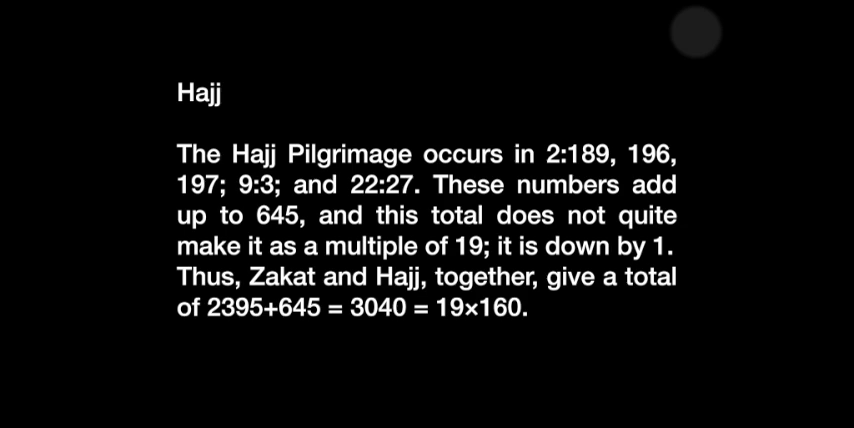 Hajj
The Hajj Pilgrimage occurs in 2:189, 196,
197; 9:3; and 22:27. These numbers add
up to 645, and this total does not quite
make it as a multiple of 19; it is down by 1.
Thus, Zakat and Hajj, together, give a total
of 2395+645 = 3040 = 19×160.